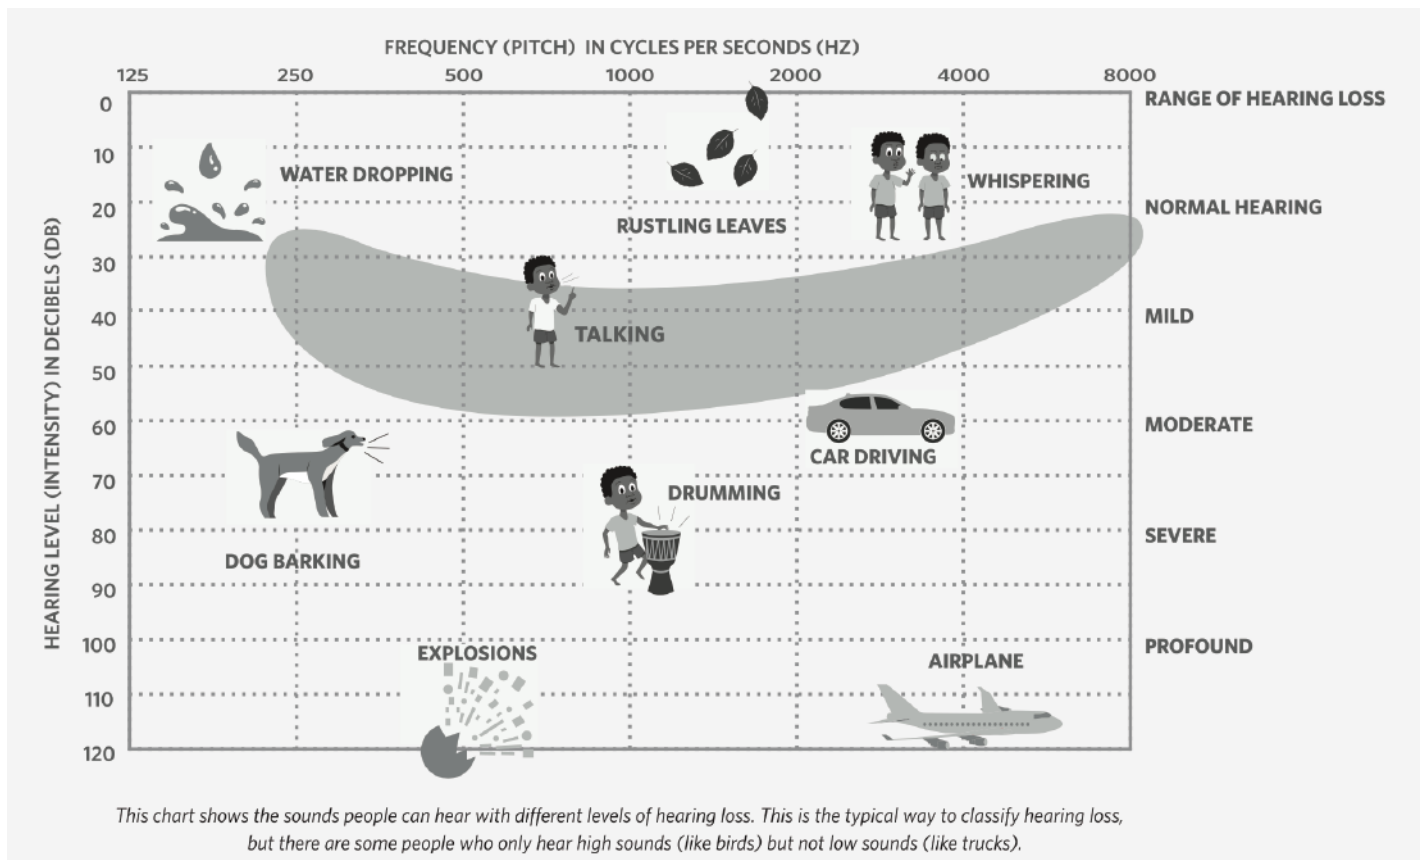 FREQUENCY (PITCH) IN CYCLES PER SECONDS (HZ)
125 250 500 1000 2000 4000 8000
HEARING LEVEL (INTENSITY) IN DECIBELS (DB)
0
RANGE OF HEARING LOSS
10
WATER DROPPING
WHISPERING
20
NORMAL HEARING
RUSTLING LEAVES
30
40
MILD
TALKING
50
60
MODERATE
CAR DRIVING
70
DRUMMING
80
SEVERE
DOG BARKING
90
100
PROFOUND
EXPLOSIONS
AIRPLANE
110
120
This chart shows the sounds people can hear with different levels of hearing loss. This is the typical way to classify hearing loss,
but there are some people who only hear high sounds (like birds) but not low sounds (like trucks).